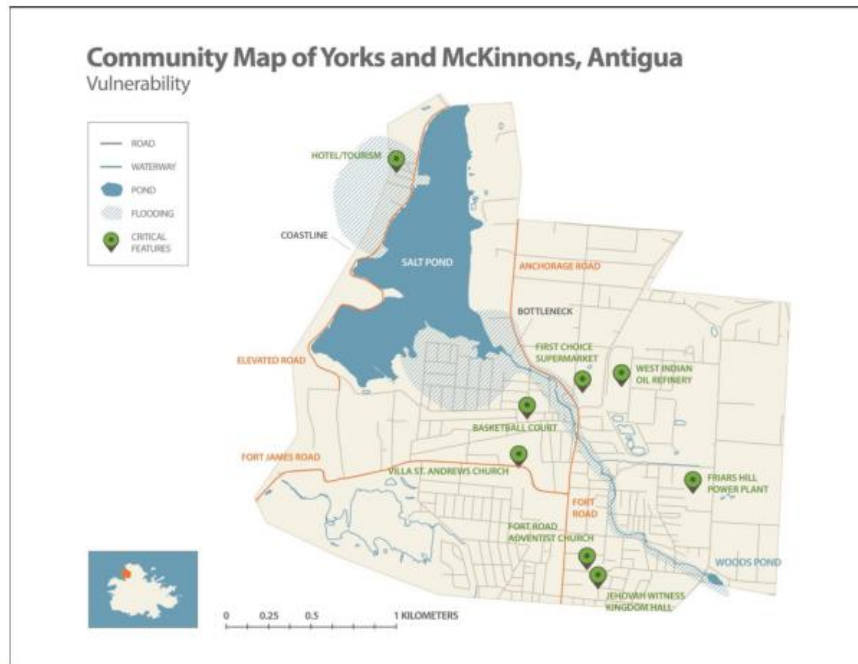 Community Map of Yorks and McKinnons, Antigua
Vulnerability
ROAD
WATERWAY
POND
FLOODING
CRITICAL
FEATURES
HOTEL/TOURISM
COASTLINE
SALT POND
ANCHORAGE ROAD
BOTTLENECK
FIRST CHOICE
SUPERMARKET
ELEVATED ROAD
WEST INDIAN
OIL REFINERY
BASKETBALL COURT
FORT JAMES ROAD
VILLA ST. ANDREWS CHURCH
FRIARS HILL
POWER PLANT
FORT
ROAD
FORT ROAD
ADVENTIST CHURCH
WOODS POND
JEHOVAH WITNESS
KINGDOM HALL
0 0.25 0.5 1 KILOMETERS